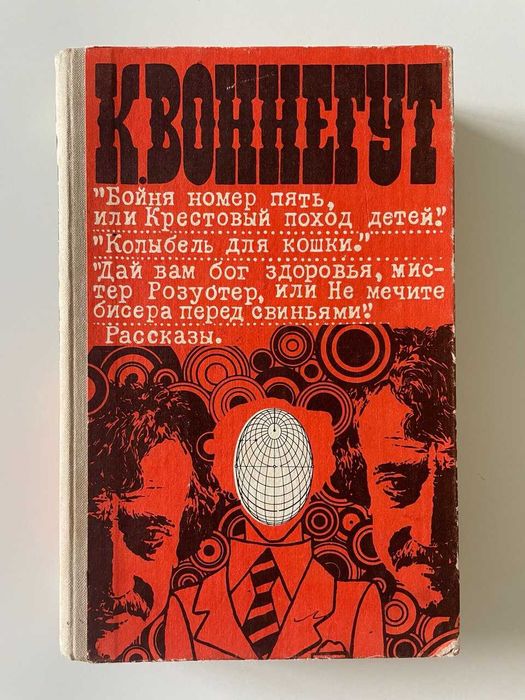 К. ВОННЕГУТ
"Бойня номер пять,
или Крестовый поход детей."
"Колыбель для кошки."
"Дай вам бог здоровья, мис-
тер Розуотер, или Не мечите
бисера перед свиньями."
Рассказы.